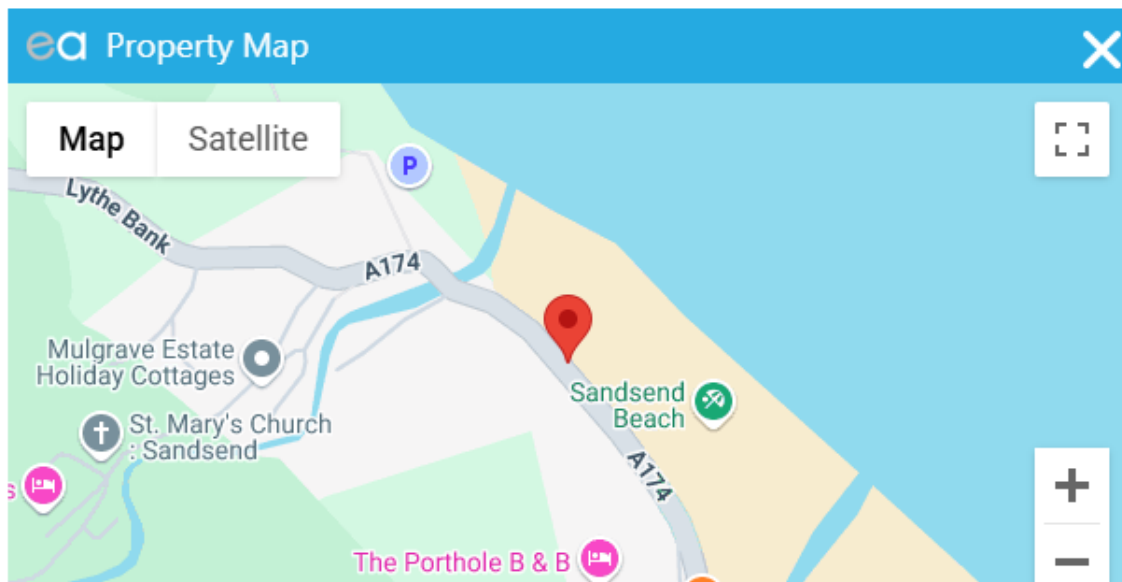 ea Property Map
Map
Satellite
P
Lythe Bank
A174
Mulgrave Estate
Holiday Cottages
Sandsend
Beach
St. Mary's Church
: Sandsend
A174
s
The Porthole B & B